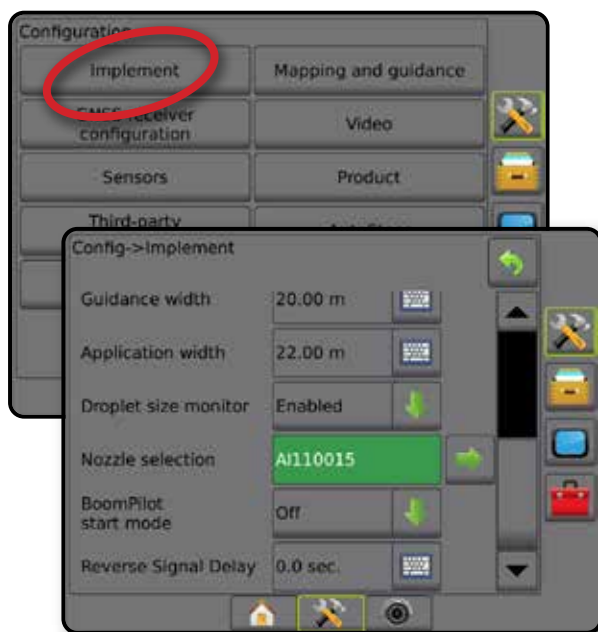 Configuration
Implement
Mapping and guidance
GNSS receiver
configuration
Video
Sensors
Product
Third-party
Config->Implement
Guidance width
20.00 m
Application width
22.00 m
Droplet size monitor
Enabled
Nozzle selection
AI110015
BoomPilot
start mode
Off
Reverse Signal Delay
0.0 sec.